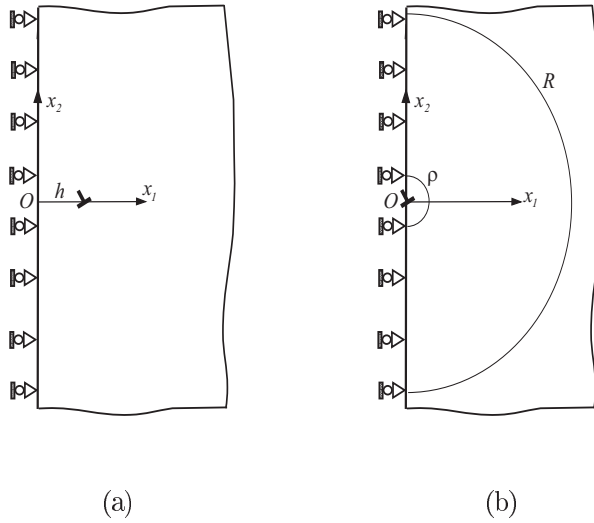 x₂
O
h
x₁
(a)
x₂
R
ρ
O
x₁
(b)